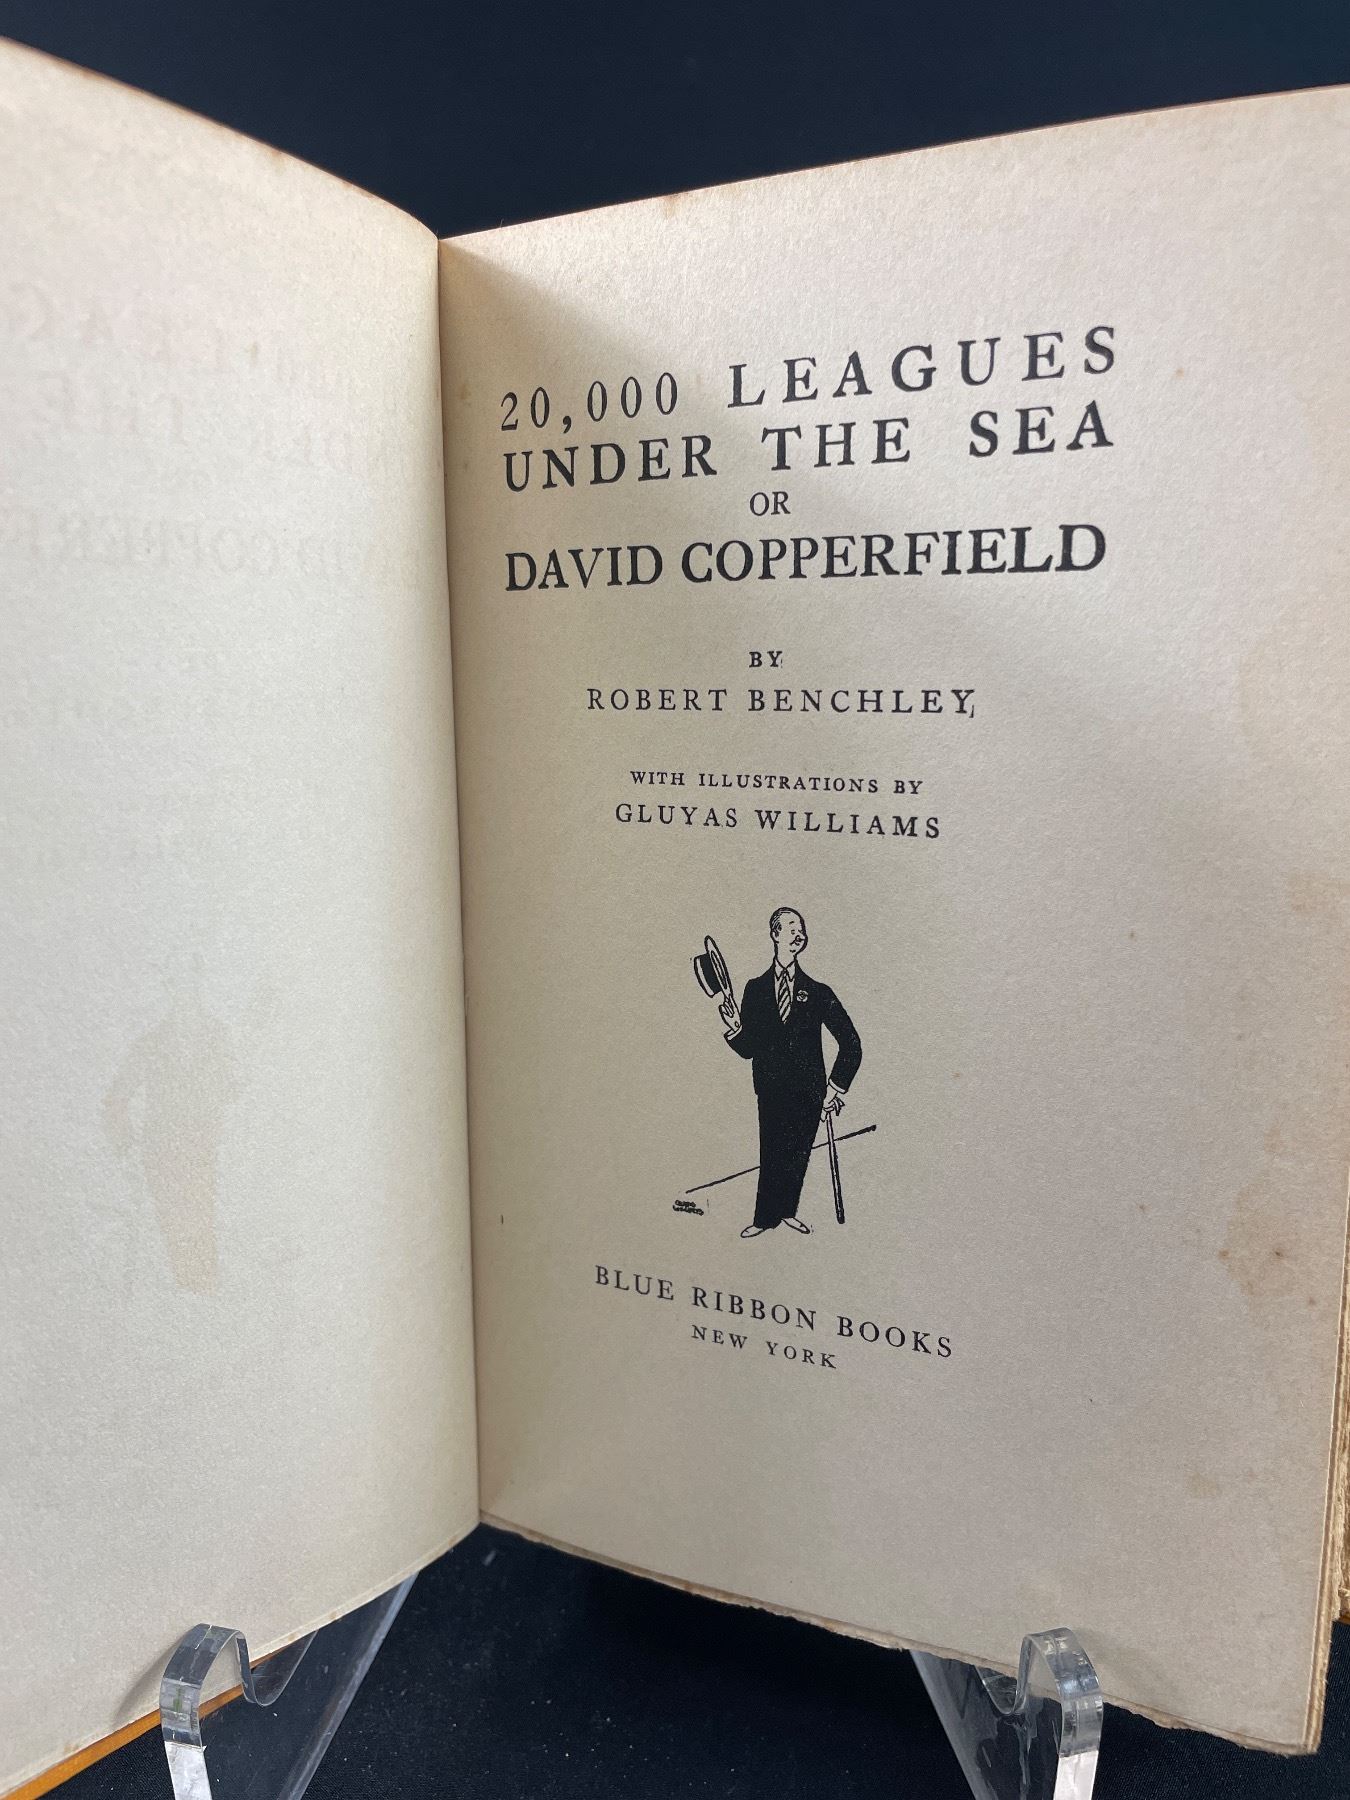 20,000 LEAGUES
UNDER THE SEA
OR
DAVID COPPERFIELD
BY
ROBERT BENCHLEY
WITH ILLUSTRATIONS BY
GLUYAS WILLIAMS
BLUE RIBBON BOOKS
NEW YORK